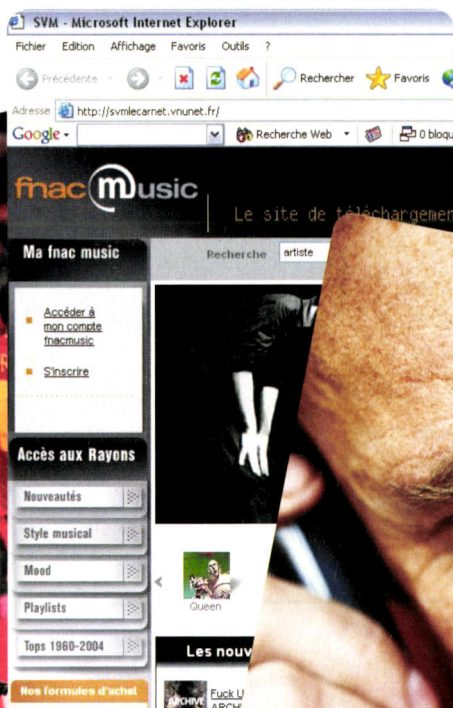 SVM - Microsoft Internet Explorer
Fichier Edition Affichage Favoris Outils ?
Précédente Rechercher Favoris
Adresse http://svmlecarnet.vnunet.fr/
Google Recherche Web 0 bloqu
fnac music
Le site de téléchargemen
Ma fnac music
Recherche artiste
Accéder à
mon compte
fnacmusic
S'inscrire
Accès aux Rayons
Nouveautés
Style musical
Mood
Playlists
Tops 1960-2004
Queen
Les nouv
Nos formules d'achat
ARCHIVE Fuck U
ARCHI